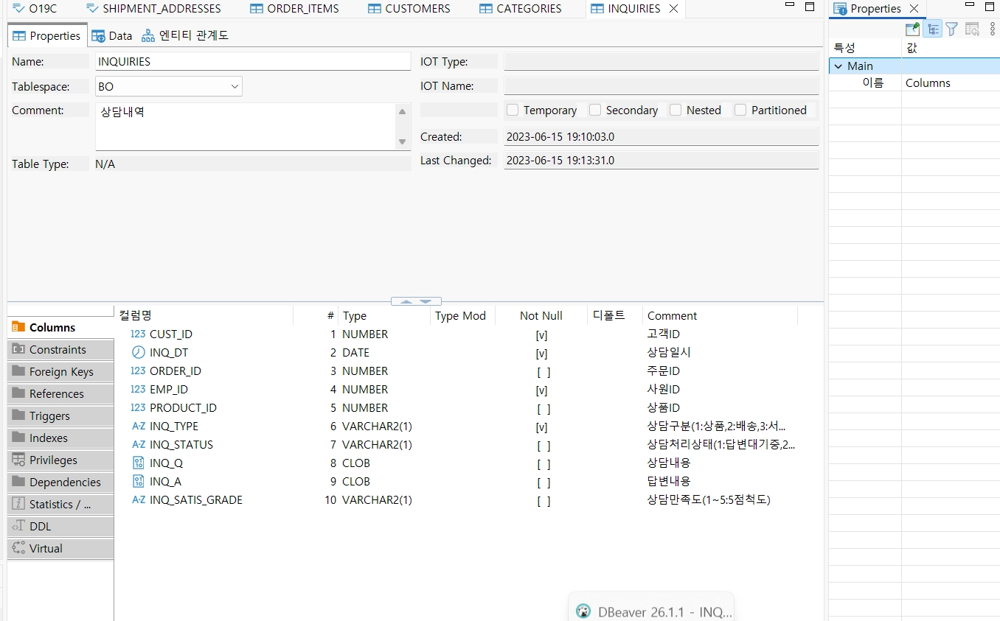 O19C SHIPMENT_ADDRESSES ORDER_ITEMS CUSTOMERS CATEGORIES INQUIRIES
Properties Data 엔티티 관계도
Name: INQUIRIES
Tablespace: BO
Comment: 상담내역
Table Type: N/A
IOT Type:
IOT Name:
Temporary Secondary Nested Partitioned
Created: 2023-06-15 19:10:03.0
Last Changed: 2023-06-15 19:13:31.0
Columns
Constraints
Foreign Keys
References
Triggers
Indexes
Privileges
Dependencies
Statistics / ...
DDL
Virtual
컬럼명 # Type Type Mod Not Null 디폴트 Comment
123 CUST_ID 1 NUMBER [v] 고객ID
INQ_DT 2 DATE [v] 상담일시
123 ORDER_ID 3 NUMBER [ ] 주문ID
123 EMP_ID 4 NUMBER [v] 사원ID
123 PRODUCT_ID 5 NUMBER [ ] 상품ID
A-Z INQ_TYPE 6 VARCHAR2(1) [v] 상담구분(1:상품,2:배송,3:서...
A-Z INQ_STATUS 7 VARCHAR2(1) [ ] 상담처리상태(1:답변대기중,2...
INQ_Q 8 CLOB [ ] 상담내용
INQ_A 9 CLOB [ ] 답변내용
A-Z INQ_SATIS_GRADE 10 VARCHAR2(1) [ ] 상담만족도(1~5:5점척도)
DBeaver 26.1.1 - INQ...
Properties
특성 값
Main
이름 Columns